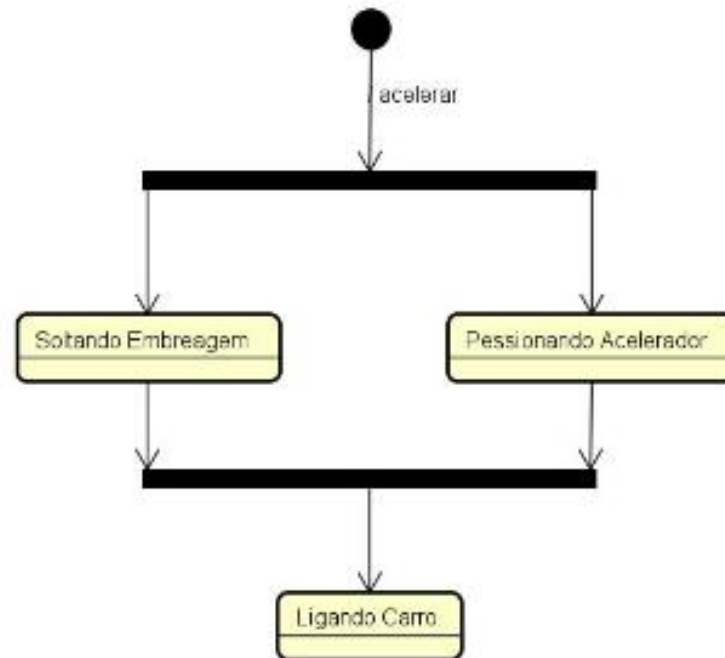 / acelerar
Soltando Embreagem
Pessionando Acelerador
Ligando Carro